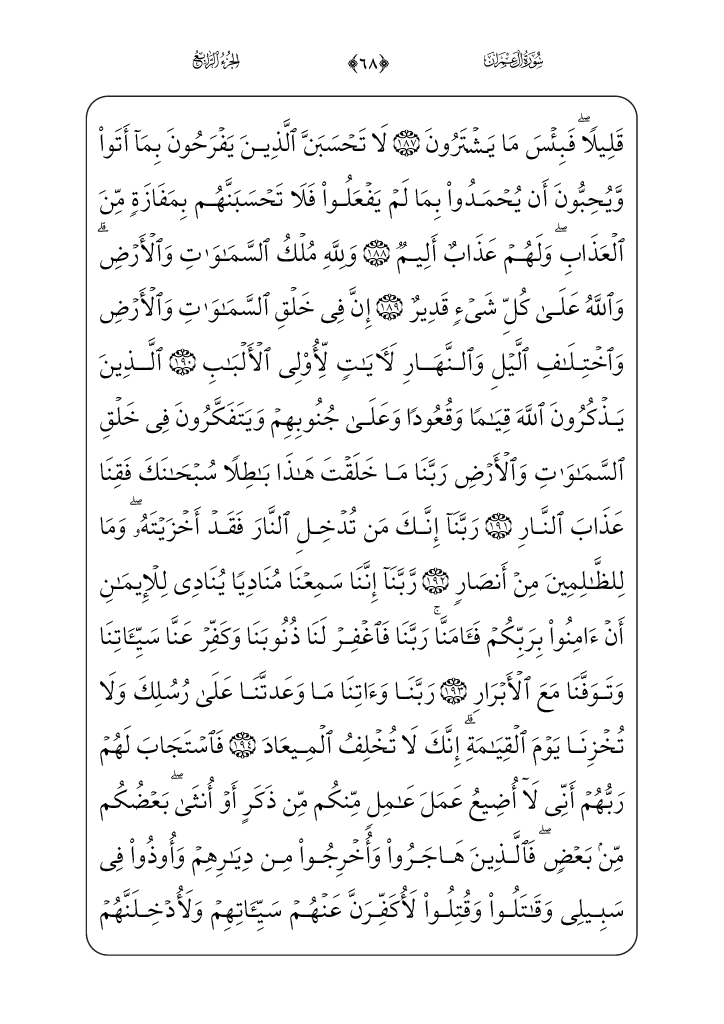 سُورَةُ آلِ عِمْرَانَ ﴿٦٨﴾ الجُزْءُ الرَّابِعُ
قَلِيلًاۖ فَبِئۡسَ مَا يَشۡتَرُونَ ١٨٧ لَا تَحۡسَبَنَّ ٱلَّذِينَ يَفۡرَحُونَ بِمَآ أَتَواْ
وَّيُحِبُّونَ أَن يُحۡمَدُواْ بِمَا لَمۡ يَفۡعَلُواْ فَلَا تَحۡسَبَنَّهُم بِمَفَازَةٖ مِّنَ
ٱلۡعَذَابِۖ وَلَهُمۡ عَذَابٌ أَلِيمٞ ١٨٨ وَلِلَّهِ مُلۡكُ ٱلسَّمَٰوَٰتِ وَٱلۡأَرۡضِۗ
وَٱللَّهُ عَلَىٰ كُلِّ شَيۡءٖ قَدِيرٌ ١٨٩ إِنَّ فِي خَلۡقِ ٱلسَّمَٰوَٰتِ وَٱلۡأَرۡضِ
وَٱخۡتِلَٰفِ ٱلَّيۡلِ وَٱلنَّهَارِ لَأٓيَٰتٖ لِّأُوْلِي ٱلۡأَلۡبَٰبِ ١٩٠ ٱلَّذِينَ
يَذۡكُرُونَ ٱللَّهَ قِيَٰمٗا وَقُعُودٗا وَعَلَىٰ جُنُوبِهِمۡ وَيَتَفَكَّرُونَ فِي خَلۡقِ
ٱلسَّمَٰوَٰتِ وَٱلۡأَرۡضِ رَبَّنَا مَا خَلَقۡتَ هَٰذَا بَٰطِلٗا سُبۡحَٰنَكَ فَقِنَا
عَذَابَ ٱلنَّارِ ١٩١ رَبَّنَآ إِنَّكَ مَن تُدۡخِلِ ٱلنَّارَ فَقَدۡ أَخۡزَيۡتَهُۥۖ وَمَا
لِلظَّٰلِمِينَ مِنۡ أَنصَارٖ ١٩٢ رَّبَّنَآ إِنَّنَا سَمِعۡنَا مُنَادِيٗا يُنَادِي لِلۡإِيمَٰنِ
أَنۡ ءَامِنُواْ بِرَبِّكُمۡ فَـَٔامَنَّاۚ رَبَّنَا فَٱغۡفِرۡ لَنَا ذُنُوبَنَا وَكَفِّرۡ عَنَّا سَيِّـَٔاتِنَا
وَتَوَفَّنَا مَعَ ٱلۡأَبۡرَارِ ١٩٣ رَبَّنَا وَءَاتِنَا مَا وَعَدتَّنَا عَلَىٰ رُسُلِكَ وَلَا
تُخۡزِنَا يَوۡمَ ٱلۡقِيَٰمَةِۗ إِنَّكَ لَا تُخۡلِفُ ٱلۡمِيعَادَ ١٩٤ فَٱسۡتَجَابَ لَهُمۡ
رَبُّهُمۡ أَنِّي لَآ أُضِيعُ عَمَلَ عَٰمِلٖ مِّنكُم مِّن ذَكَرٍ أَوۡ أُنثَىٰۖ بَعۡضُكُم
مِّنۢ بَعۡضٖۖ فَٱلَّذِينَ هَاجَرُواْ وَأُخۡرِجُواْ مِن دِيَٰرِهِمۡ وَأُوذُواْ فِي
سَبِيلِي وَقَٰتَلُواْ وَقُتِلُواْ لَأُكَفِّرَنَّ عَنۡهُمۡ سَيِّـَٔاتِهِمۡ وَلَأُدۡخِلَنَّهُمۡ